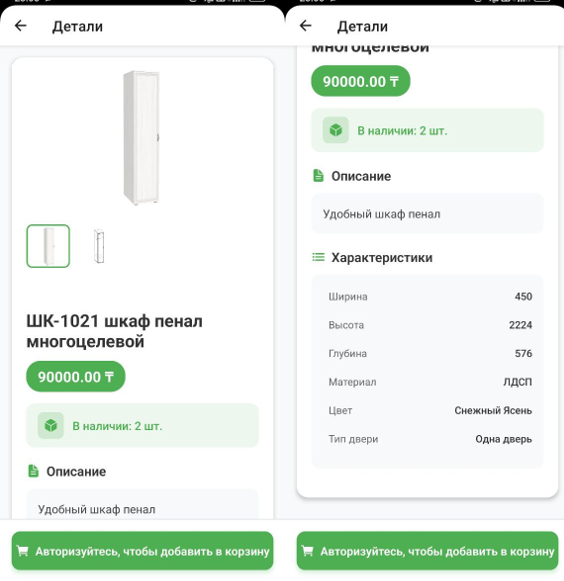 Детали
ШК-1021 шкаф пенал
многоцелевой
90000.00 ₸
В наличии: 2 шт.
Описание
Удобный шкаф пенал
Авторизуйтесь, чтобы добавить в корзину
Детали
многоцелевой
90000.00 ₸
В наличии: 2 шт.
Описание
Удобный шкаф пенал
Характеристики
Ширина 450
Высота 2224
Глубина 576
Материал ЛДСП
Цвет Снежный Ясень
Тип двери Одна дверь
Авторизуйтесь, чтобы добавить в корзину